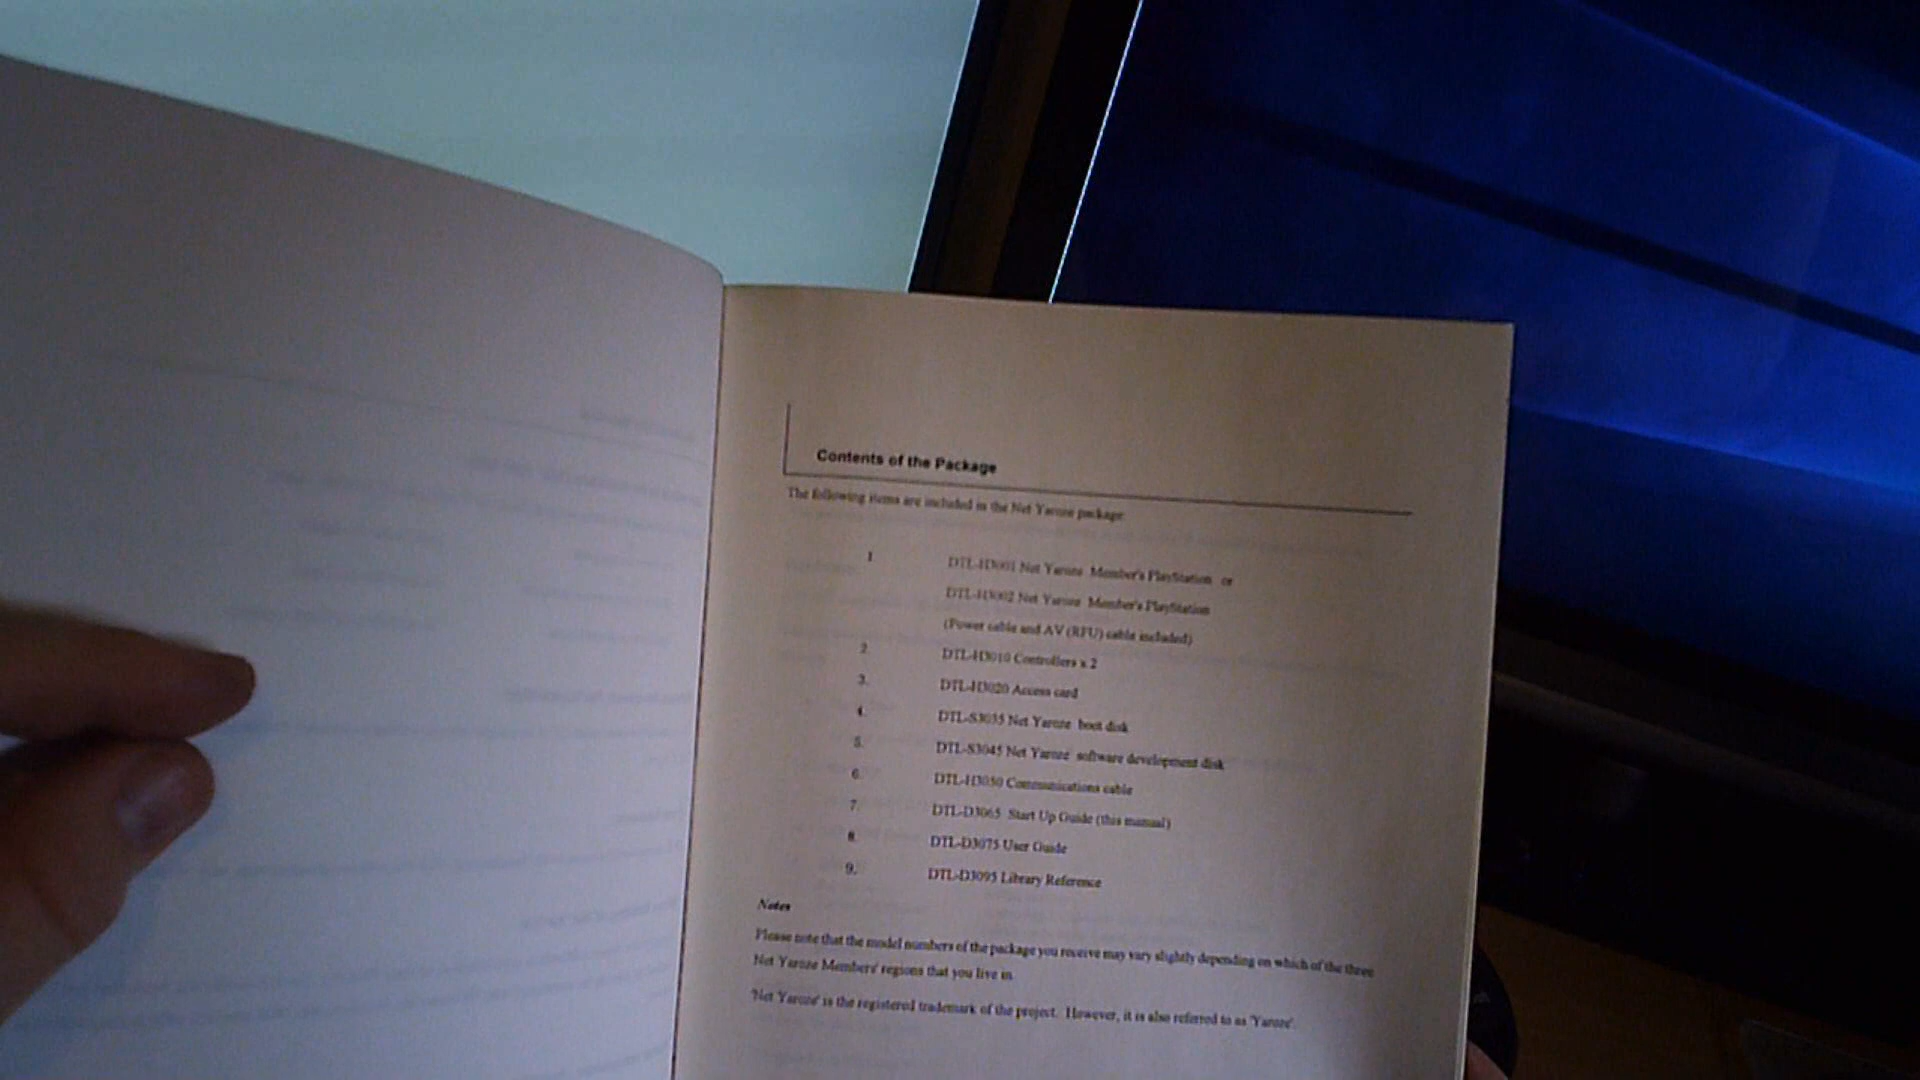 Contents of the Package
The following items are included in the Net Yaroze package:
1 DTL-H3001 Net Yaroze Member's PlayStation or
DTL-H3002 Net Yaroze Member's PlayStation
(Power cable and AV (RFU) cable included)
2. DTL-H3010 Controllers x 2
3. DTL-H3020 Access card
4. DTL-S3035 Net Yaroze boot disk
5. DTL-S3045 Net Yaroze software development disk
6. DTL-H3050 Communications cable
7. DTL-D3065 Start Up Guide (this manual)
8. DTL-D3075 User Guide
9. DTL-D3095 Library Reference
Notes
Please note that the model numbers of the package you receive may vary slightly depending on which of the three
Net Yaroze Members' regions that you live in.
'Net Yaroze' is the registered trademark of the project. However, it is also referred to as 'Yaroze'.